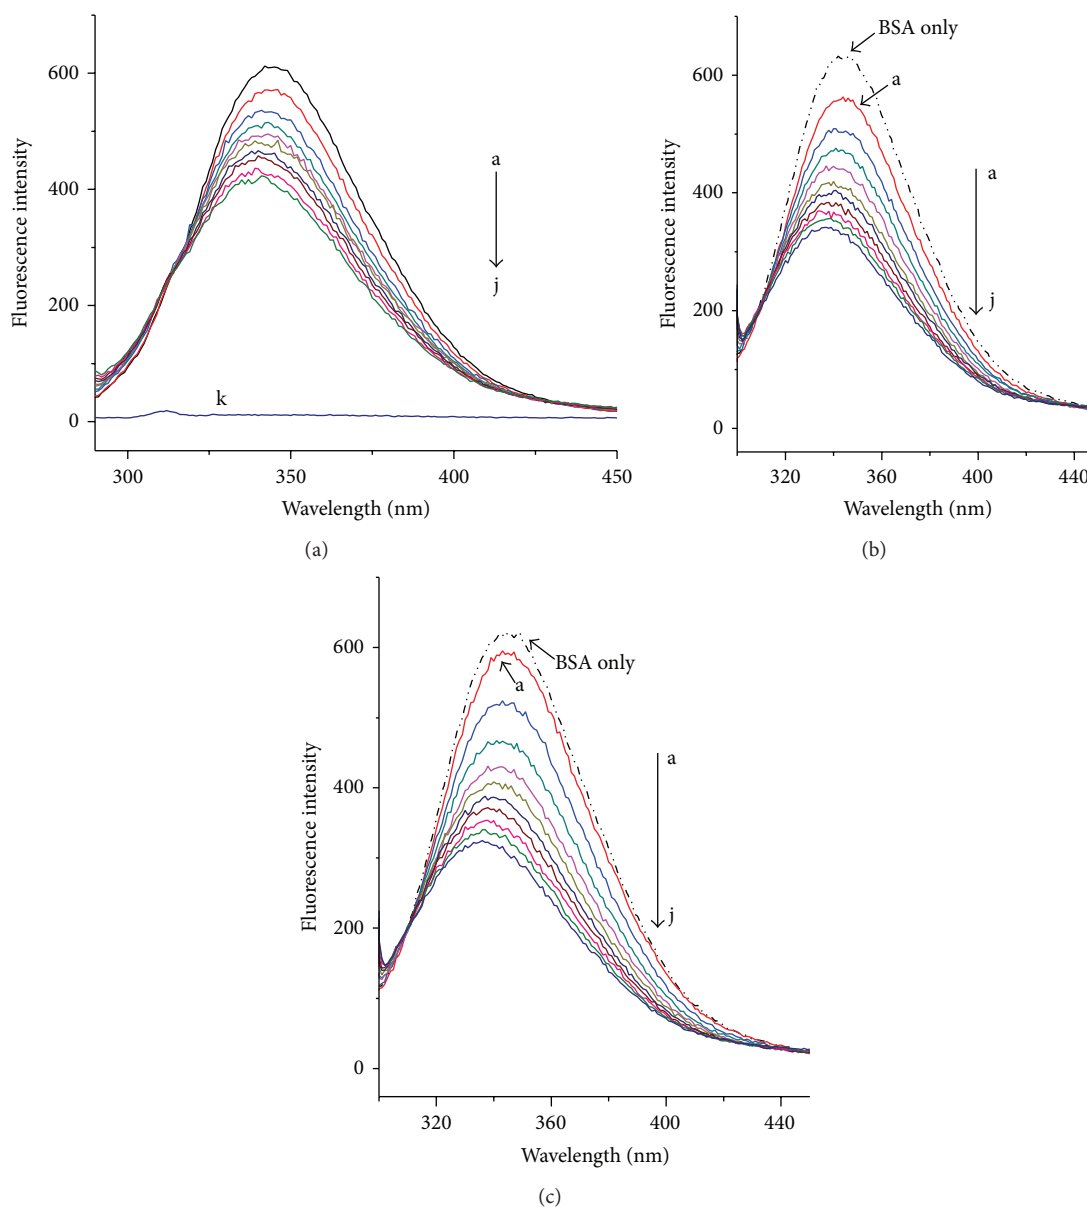 600
400
200
0
Fluorescence intensity
a
j
k
300
350
400
450
Wavelength (nm)
(a)
600
400
200
0
Fluorescence intensity
BSA only
a
a
j
320
360
400
440
Wavelength (nm)
(b)
600
400
200
0
Fluorescence intensity
BSA only
a
a
j
320
360
400
440
Wavelength (nm)
(c)